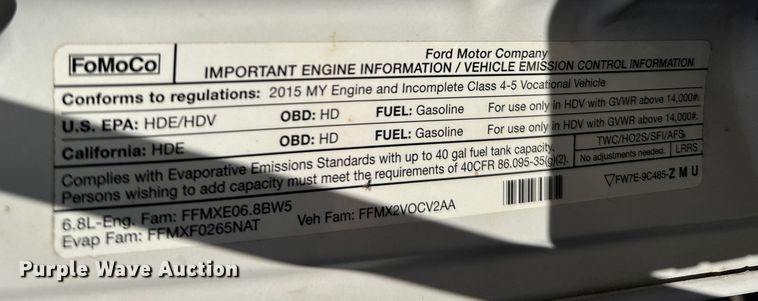 FoMoCo
Ford Motor Company
IMPORTANT ENGINE INFORMATION / VEHICLE EMISSION CONTROL INFORMATION
Conforms to regulations: 2015 MY Engine and Incomplete Class 4-5 Vocational Vehicle
U.S. EPA: HDE/HDV OBD: HD FUEL: Gasoline For use only in HDV with GVWR above 14,000#.
California: HDE OBD: HD FUEL: Gasoline For use only in HDV with GVWR above 14,000#.
Complies with Evaporative Emissions Standards with up to 40 gal fuel tank capacity.
Persons wishing to add capacity must meet the requirements of 40CFR 86.095-35(g)(2).
TWC/HO2S/SFI/AFS
No adjustments needed. LRRS
6.8L-Eng. Fam: FFMXE06.8BW5 Veh Fam: FFMX2VOCV2AA
Evap Fam: FFMXF0265NAT
▽FW7E-9C485-ZMU
Purple Wave Auction